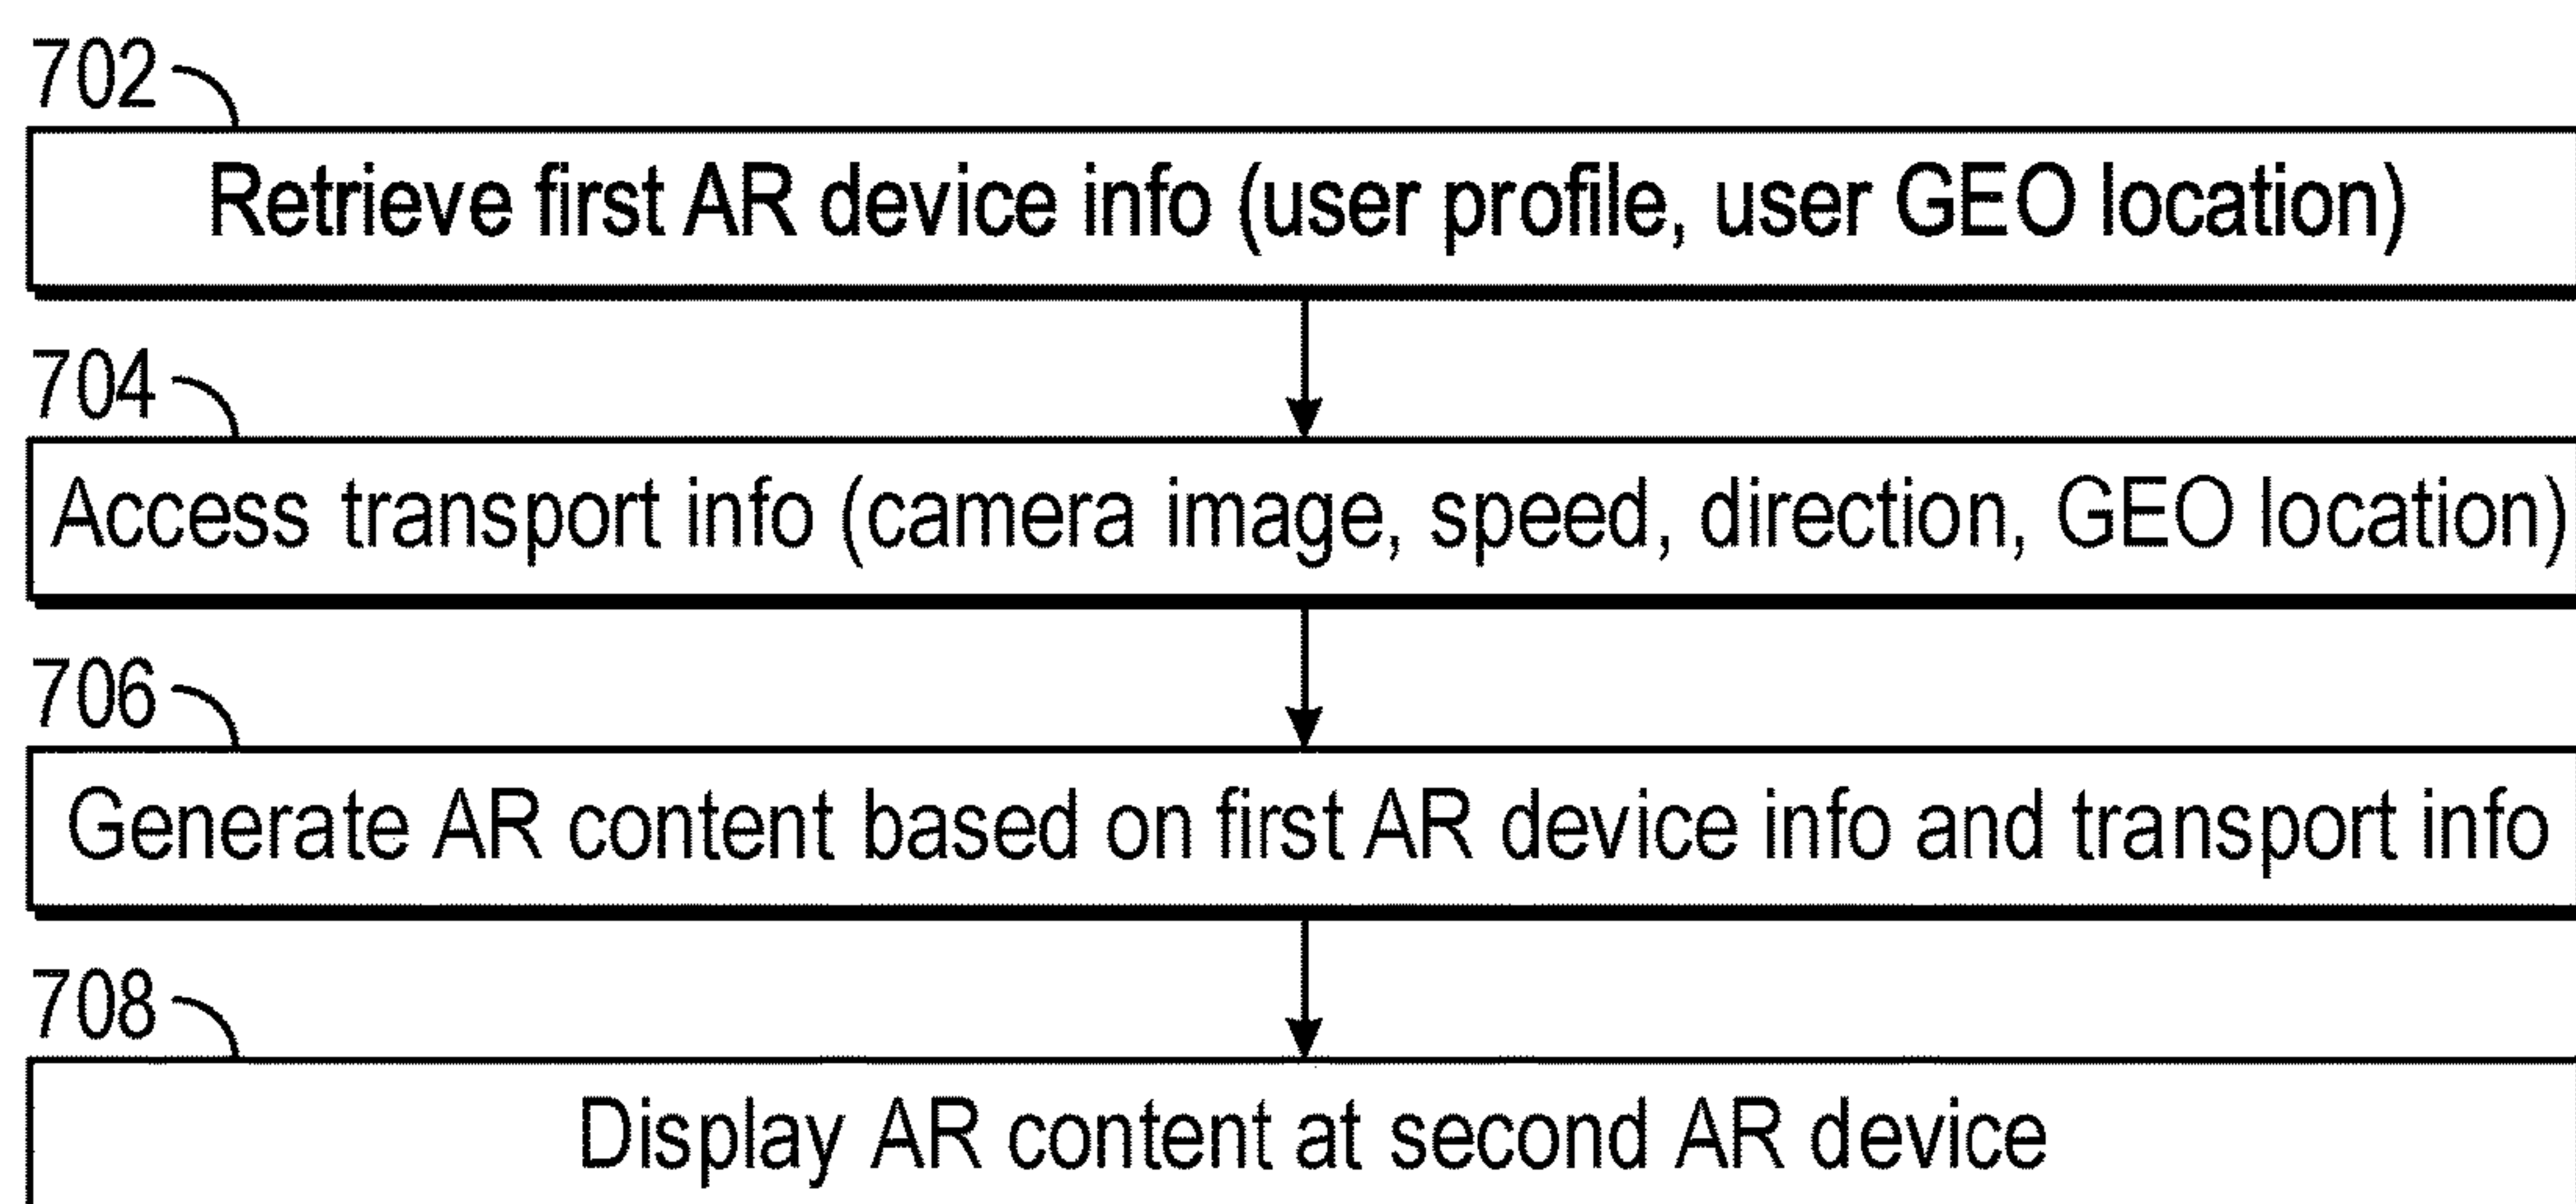 702
Retrieve first AR device info (user profile, user GEO location)
704
Access transport info (camera image, speed, direction, GEO location)
706
Generate AR content based on first AR device info and transport info
708
Display AR content at second AR device